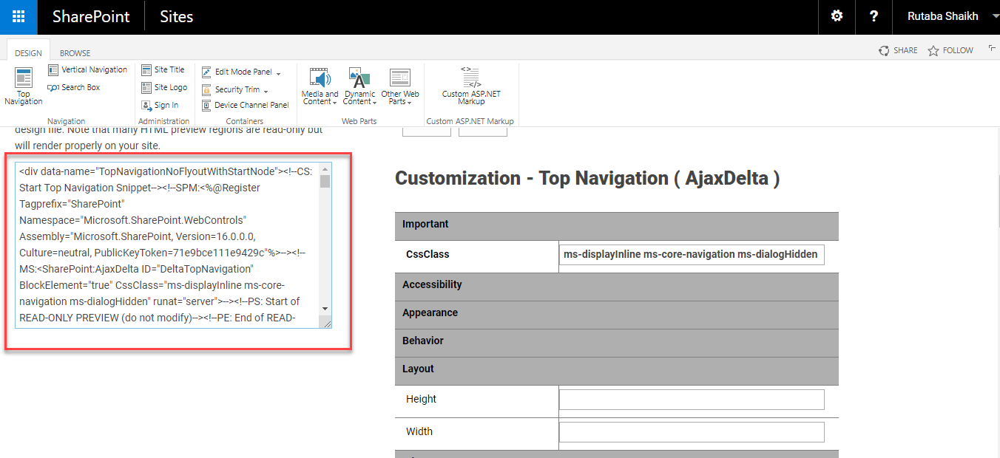 SharePoint Sites ? Rutaba Shaikh
DESIGN BROWSE SHARE FOLLOW
Top Navigation
Vertical Navigation
Search Box
Navigation
Site Title
Site Logo
Sign In
Administration
Edit Mode Panel
Security Trim
Device Channel Panel
Containers
Media and Content
Dynamic Content
Other Web Parts
Web Parts
Custom ASP.NET Markup
Custom ASP.NET Markup
design file. Note that many HTML preview regions are read-only but
will render properly on your site.
<div data-name="TopNavigationNoFlyoutWithStartNode"><!--CS:
Start Top Navigation Snippet--><!--SPM:<%@Register
Tagprefix="SharePoint"
Namespace="Microsoft.SharePoint.WebControls"
Assembly="Microsoft.SharePoint, Version=16.0.0.0,
Culture=neutral, PublicKeyToken=71e9bce111e9429c"%>--><!--
MS:<SharePoint:AjaxDelta ID="DeltaTopNavigation"
BlockElement="true" CssClass="ms-displayInline ms-core-
navigation ms-dialogHidden" runat="server">--><!--PS: Start of
READ-ONLY PREVIEW (do not modify)--><!--PE: End of READ-
Customization - Top Navigation ( AjaxDelta )
Important
CssClass ms-displayInline ms-core-navigation ms-dialogHidden
Accessibility
Appearance
Behavior
Layout
Height
Width